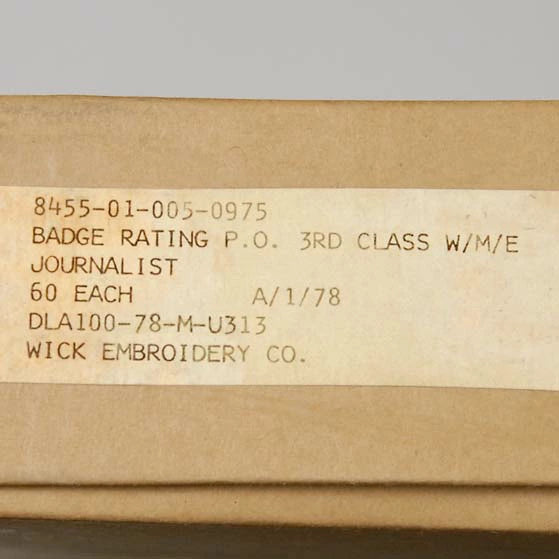 8455-01-005-0975
BADGE RATING P.O. 3RD CLASS W/M/E
JOURNALIST
60 EACH A/1/78
DLA100-78-M-U313
WICK EMBROIDERY CO.